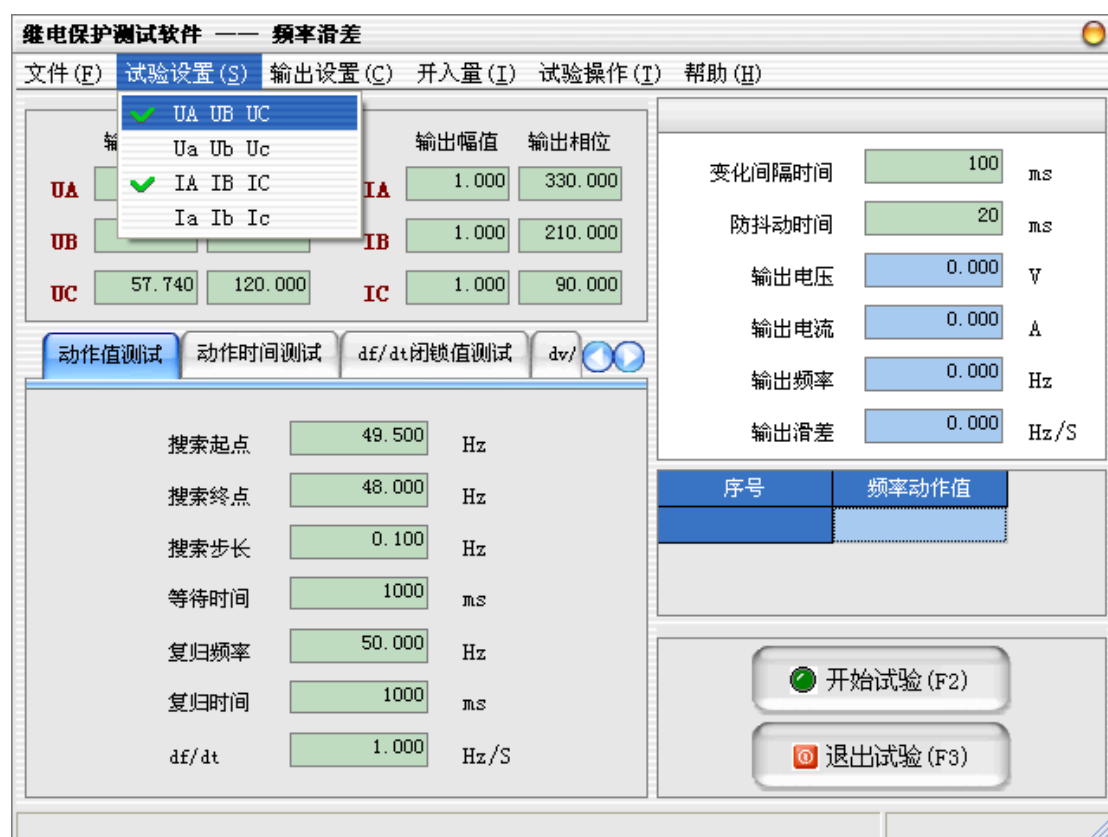 继电保护测试软件 —— 频率滑差
文件(F) 试验设置(S) 输出设置(C) 开入量(I) 试验操作(T) 帮助(H)
UA UB UC
Ua Ub Uc
IA IB IC
Ia Ib Ic
输出幅值 输出相位
UA IA 1.000 330.000
UB IB 1.000 210.000
UC 57.740 120.000 IC 1.000 90.000
动作值测试 动作时间测试 df/dt闭锁值测试 dv/
搜索起点 49.500 Hz
搜索终点 48.000 Hz
搜索步长 0.100 Hz
等待时间 1000 ms
复归频率 50.000 Hz
复归时间 1000 ms
df/dt 1.000 Hz/S
变化间隔时间 100 ms
防抖动时间 20 ms
输出电压 0.000 V
输出电流 0.000 A
输出频率 0.000 Hz
输出滑差 0.000 Hz/S
序号 频率动作值
开始试验(F2)
退出试验(F3)